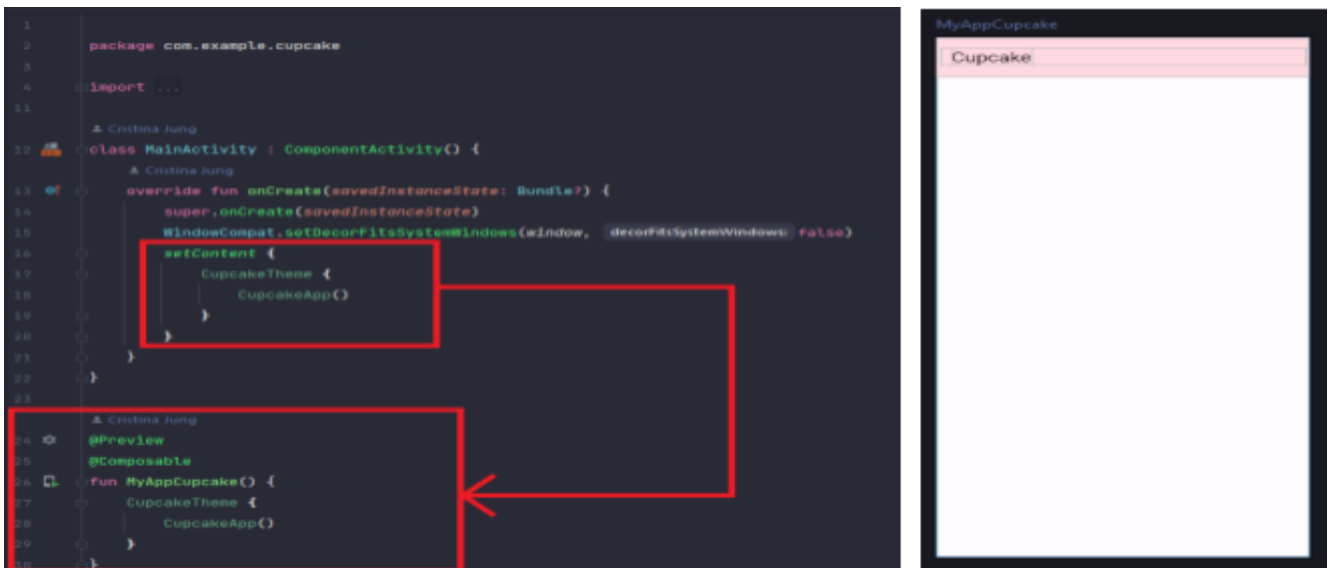 1
2 package com.example.cupcake
3
4 import ...
11
Cristina Jung
12 class MainActivity : ComponentActivity() {
Cristina Jung
13 override fun onCreate(savedInstanceState: Bundle?) {
14 super.onCreate(savedInstanceState)
15 WindowCompat.setDecorFitsSystemWindows(window, decorFitsSystemWindows: false)
16 setContent {
17 CupcakeTheme {
18 CupcakeApp()
19 }
20 }
21 }
22 }
23
Cristina Jung
24 @Preview
25 @Composable
26 fun MyAppCupcake() {
27 CupcakeTheme {
28 CupcakeApp()
29 }
30 }
MyAppCupcake
Cupcake